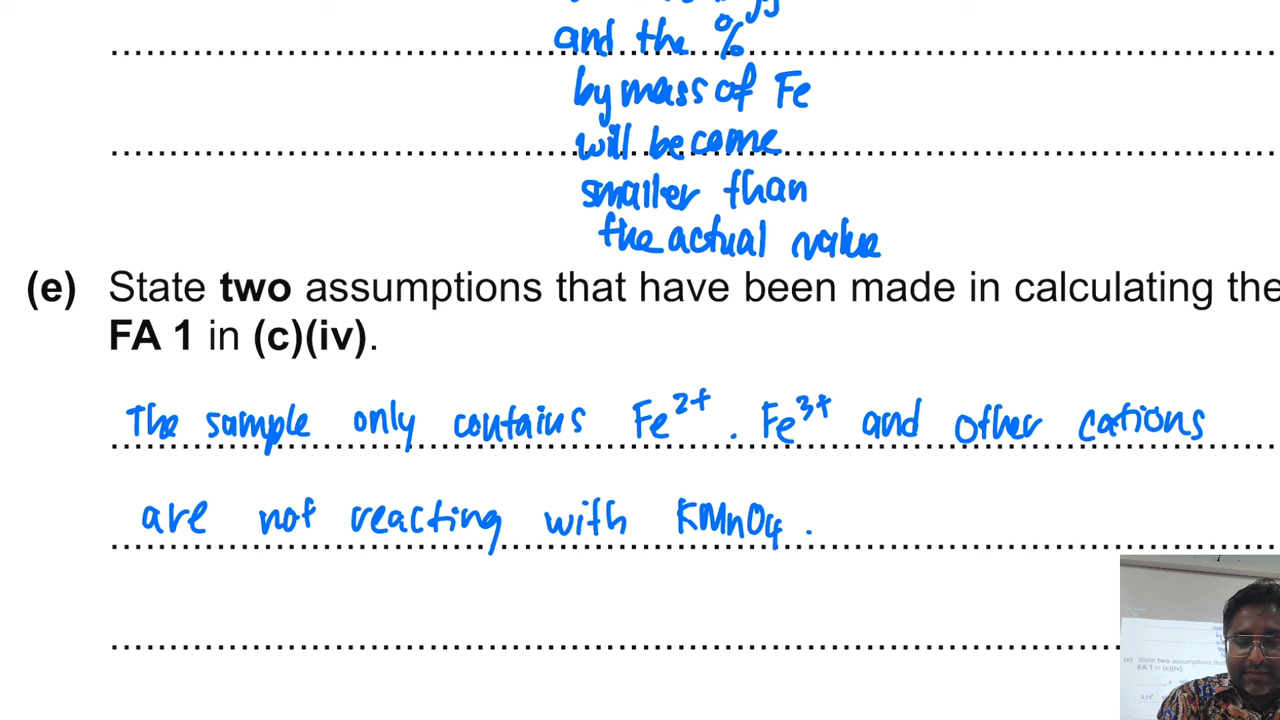 and the %
by mass of Fe
will become
smaller than
the actual value
(e) State two assumptions that have been made in calculating the
FA 1 in (c)(iv).
The sample only contains Fe2+ . Fe3+ and other cations
are not reacting with KMnO4 .